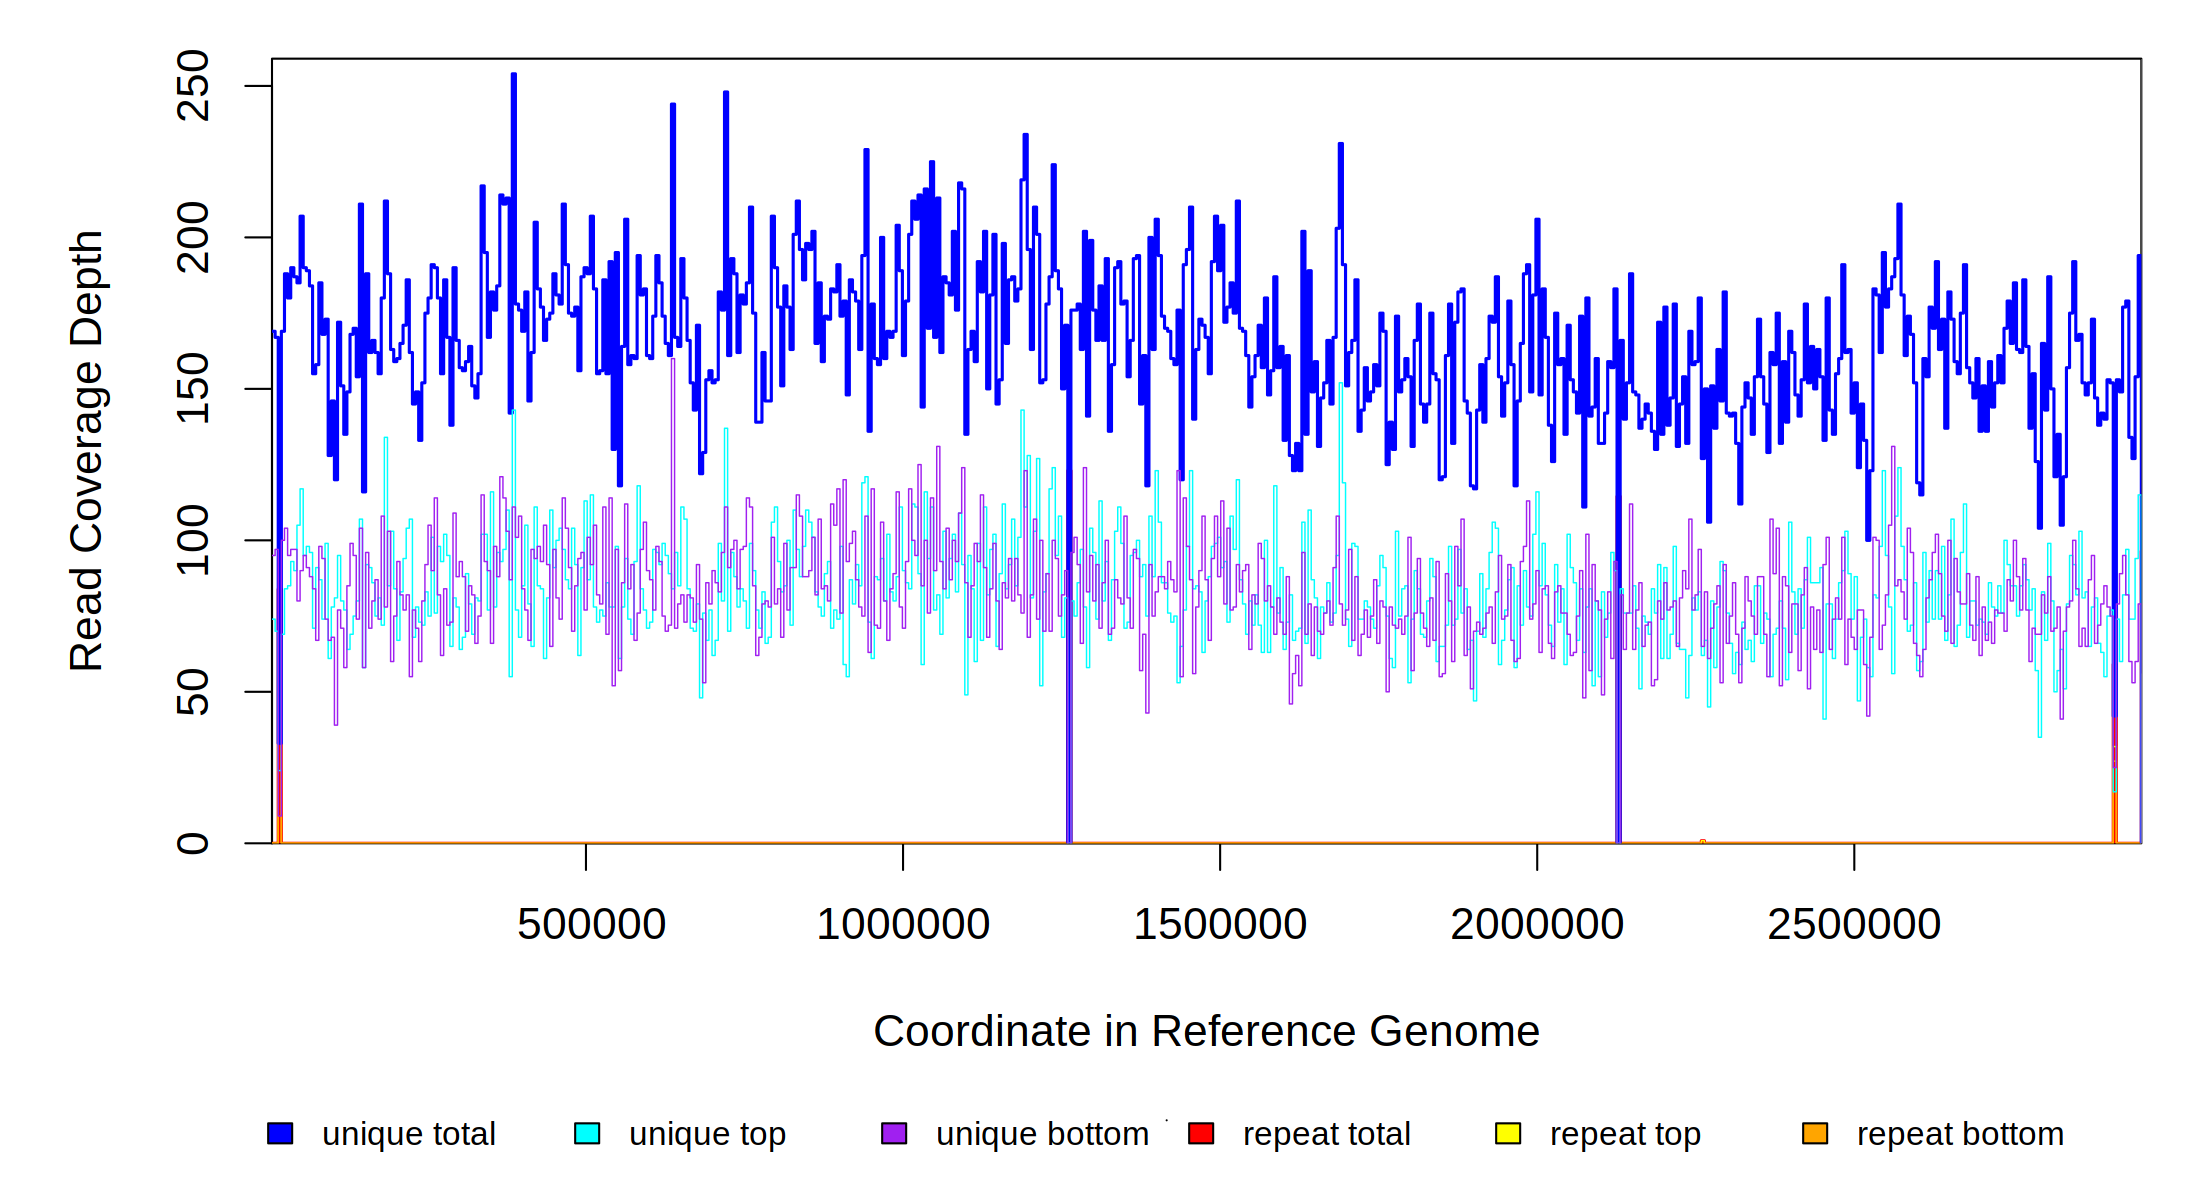 250
200
150
100
50
0
Read Coverage Depth
500000 1000000 1500000 2000000 2500000
Coordinate in Reference Genome
unique total unique top unique bottom repeat total repeat top repeat bottom